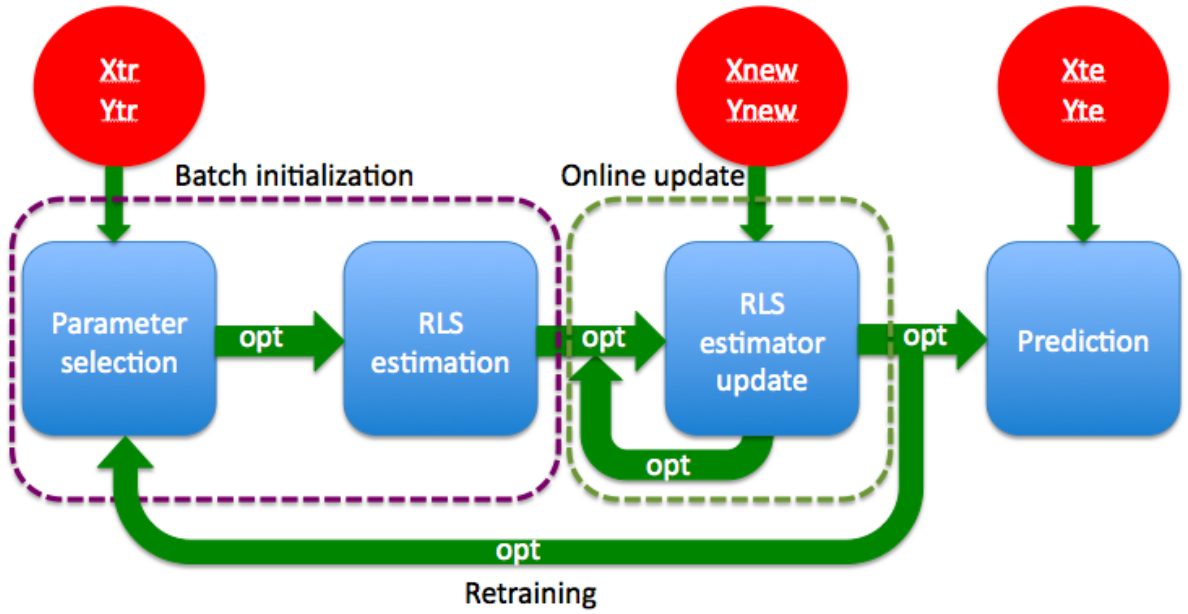 Xtr
Ytr
Xnew
Ynew
Xte
Yte
Batch initialization
Online update
Parameter
selection
opt
RLS
estimation
opt
RLS
estimator
update
opt
Prediction
opt
opt
Retraining